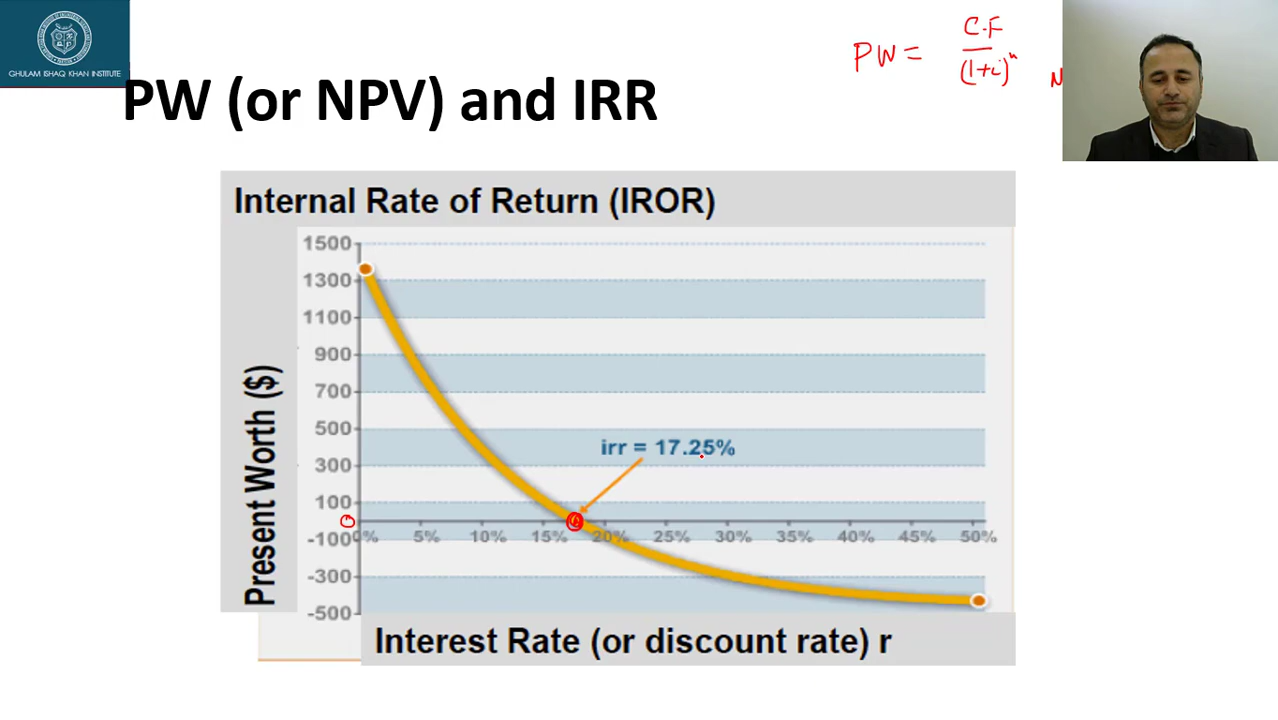 GHULAM ISHAQ KHAN INSTITUTE
PW = C.F
(1+i)ⁿ
N
PW (or NPV) and IRR
Internal Rate of Return (IROR)
Present Worth ($)
1500
1300
1100
900
700
500
300
100
0
-100
-300
-500
irr = 17.25%
0% 5% 10% 15% 20% 25% 30% 35% 40% 45% 50%
Interest Rate (or discount rate) r